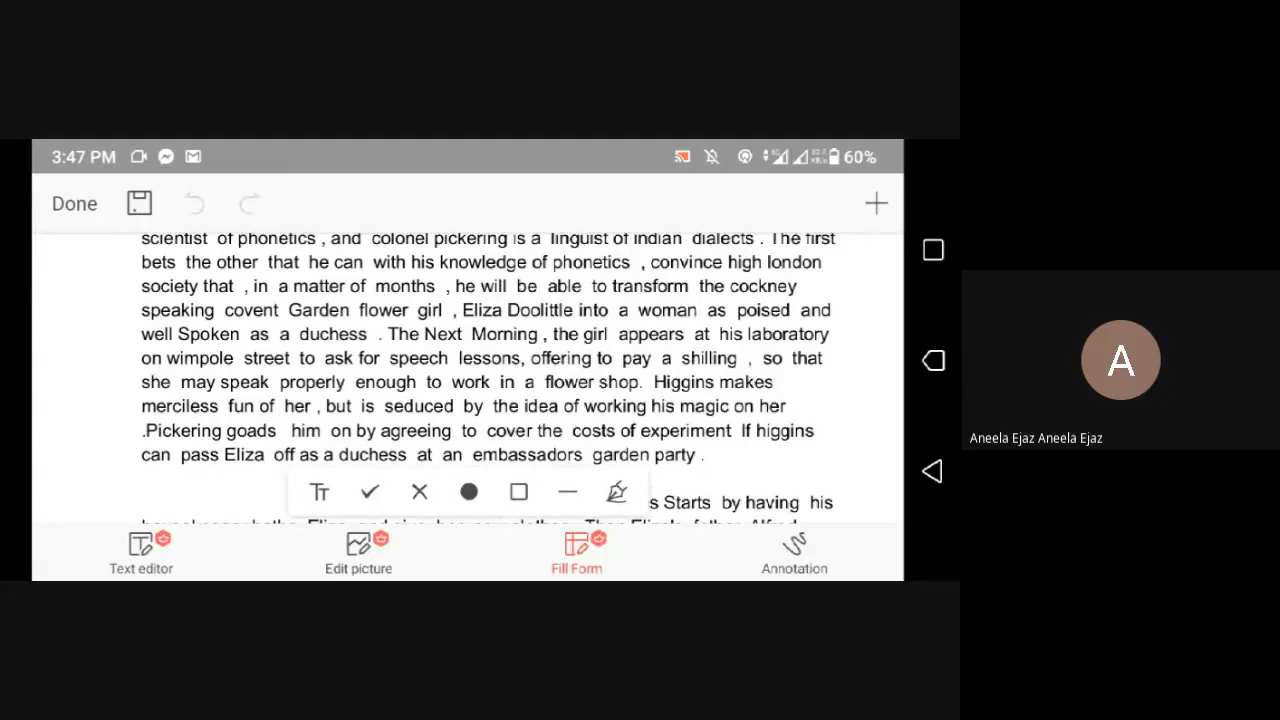 3:47 PM
60%
Done
scientist of phonetics , and colonel pickering is a linguist of indian dialects . The first
bets the other that he can with his knowledge of phonetics , convince high london
society that , in a matter of months , he will be able to transform the cockney
speaking covent Garden flower girl , Eliza Doolittle into a woman as poised and
well Spoken as a duchess . The Next Morning , the girl appears at his laboratory
on wimpole street to ask for speech lessons, offering to pay a shilling , so that
she may speak properly enough to work in a flower shop. Higgins makes
merciless fun of her , but is seduced by the idea of working his magic on her
.Pickering goads him on by agreeing to cover the costs of experiment If higgins
can pass Eliza off as a duchess at an embassadors garden party .
s Starts by having his
Text editor
Edit picture
Fill Form
Annotation
A
Aneela Ejaz Aneela Ejaz